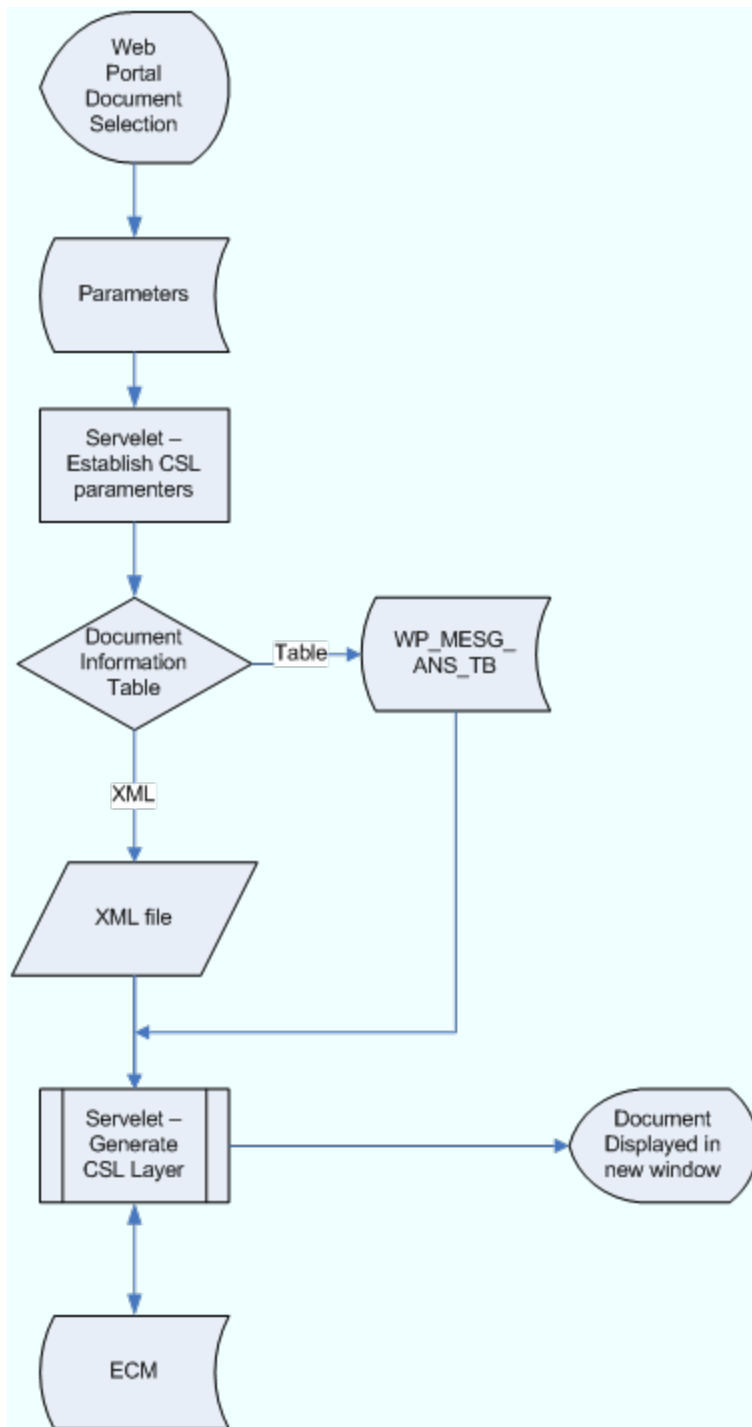 Web
Portal
Document
Selection
Parameters
Servelet –
Establish CSL
paramenters
Document
Information
Table
Table
WP_MESG_
ANS_TB
XML
XML file
Servelet –
Generate
CSL Layer
Document
Displayed in
new window
ECM